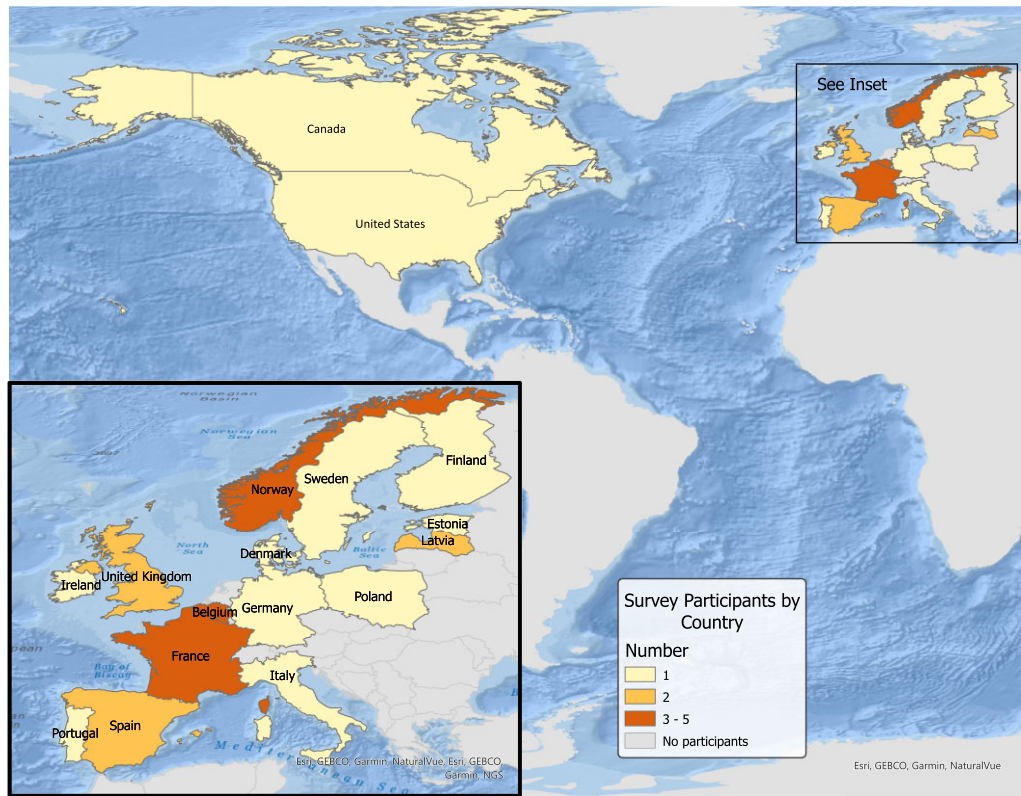 See Inset
Canada
United States
Norwegian
Basin
Norwegian
Sea
Finland
Sweden
Norway
Estonia
Latvia
North
Sea
Denmark
Baltic
Sea
Ireland
United Kingdom
Belgium
Germany
Poland
France
Bay of
Biscay
Italy
Portugal
Spain
Mediterranean Sea
Esri, GEBCO, Garmin, NaturalVue, Esri, GEBCO,
Garmin, NGS
Survey Participants by
Country
Number
1
2
3 - 5
No participants
Esri, GEBCO, Garmin, NaturalVue